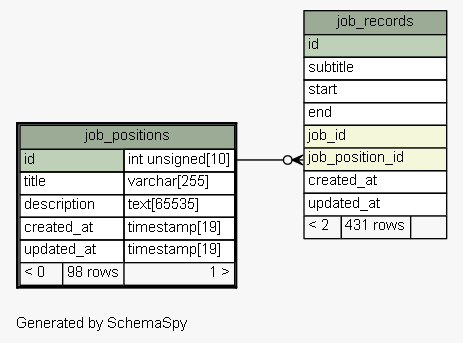 job_records
id
subtitle
start
end
job_id
job_position_id
created_at
updated_at
< 2 431 rows
job_positions
id int unsigned[10]
title varchar[255]
description text[65535]
created_at timestamp[19]
updated_at timestamp[19]
< 0 98 rows 1 >
Generated by SchemaSpy